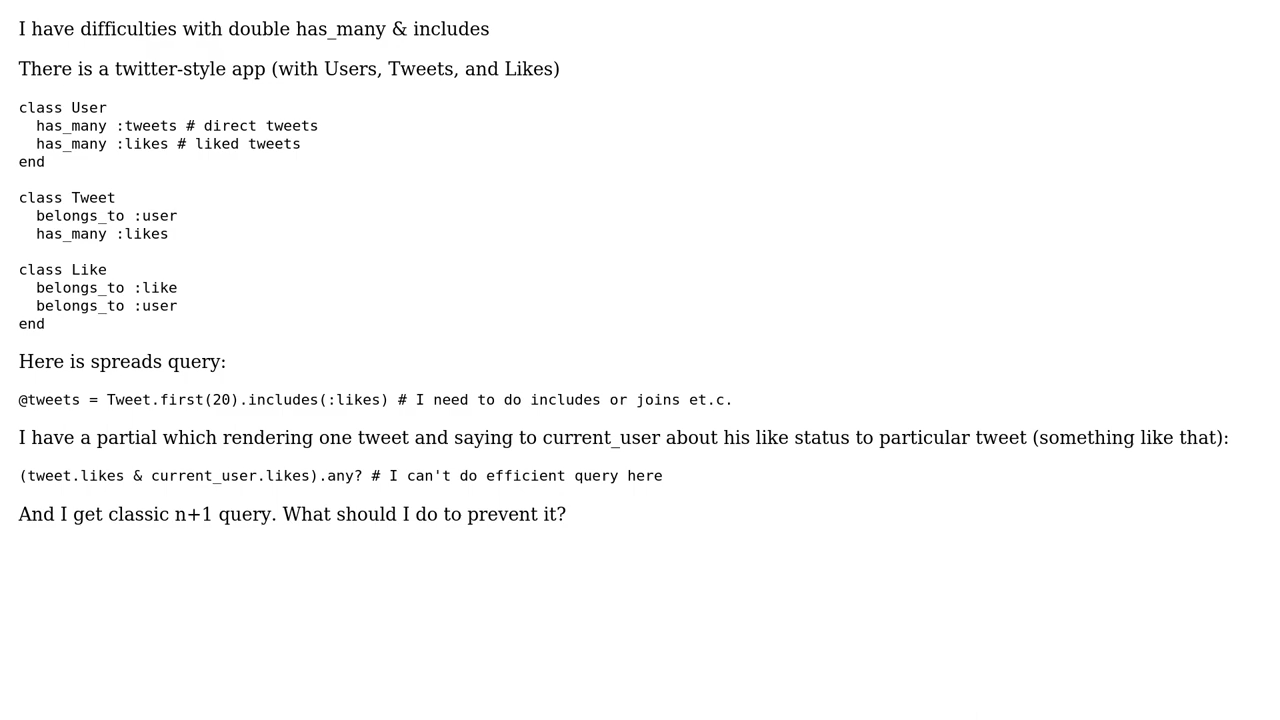 I have difficulties with double has_many & includes
There is a twitter-style app (with Users, Tweets, and Likes)
class User
  has_many :tweets # direct tweets
  has_many :likes # liked tweets
end
class Tweet
  belongs_to :user
  has_many :likes
class Like
  belongs_to :like
  belongs_to :user
end
Here is spreads query:
@tweets = Tweet.first(20).includes(:likes) # I need to do includes or joins et.c.
I have a partial which rendering one tweet and saying to current_user about his like status to particular tweet (something like that):
(tweet.likes & current_user.likes).any? # I can't do efficient query here
And I get classic n+1 query. What should I do to prevent it?